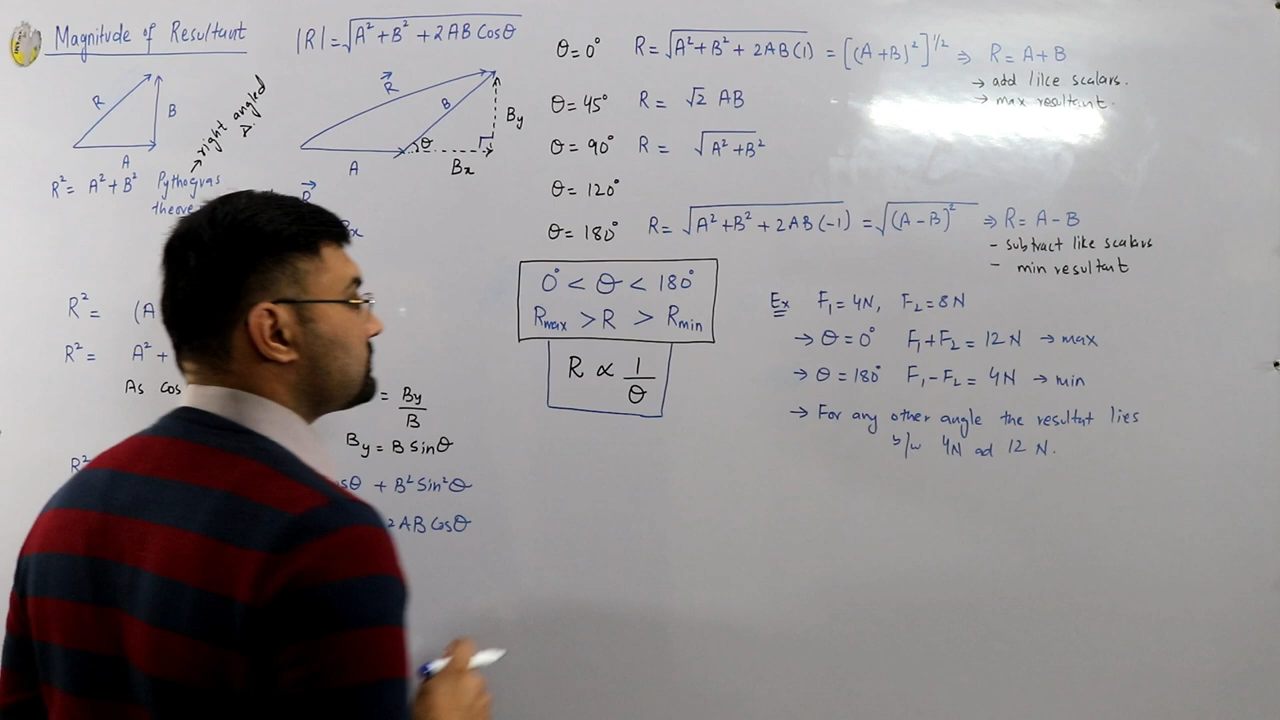 Magnitude of Resultant
|R| = √A² + B² + 2AB Cosθ
R
B
A
→ right angled Δ.
R² = A² + B² Pythogras
theore
R⃗
B
θ
By
A
Bx
R² = (A
R² = A² +
As cos
= By/B
By = B Sinθ
sθ + B² Sin²θ
2AB Cosθ
θ = 0° R = √A² + B² + 2AB(1) = [(A+B)²]^1/2 ⇒ R = A + B
→ add like scalars.
→ max resultant.
θ = 45° R = √2 AB
θ = 90° R = √A² + B²
θ = 120°
θ = 180° R = √A² + B² + 2AB(-1) = √(A - B)² ⇒ R = A - B
- subtract like scalars
- min resultant
0° < θ < 180°
Rmax > R > Rmin
R ∝ 1/θ
Ex F₁ = 4N, F₂ = 8N
→ θ = 0° F₁ + F₂ = 12 N → max
→ θ = 180° F₁ - F₂ = 4N → min
→ For any other angle the resultat lies
b/w 4N ad 12 N.